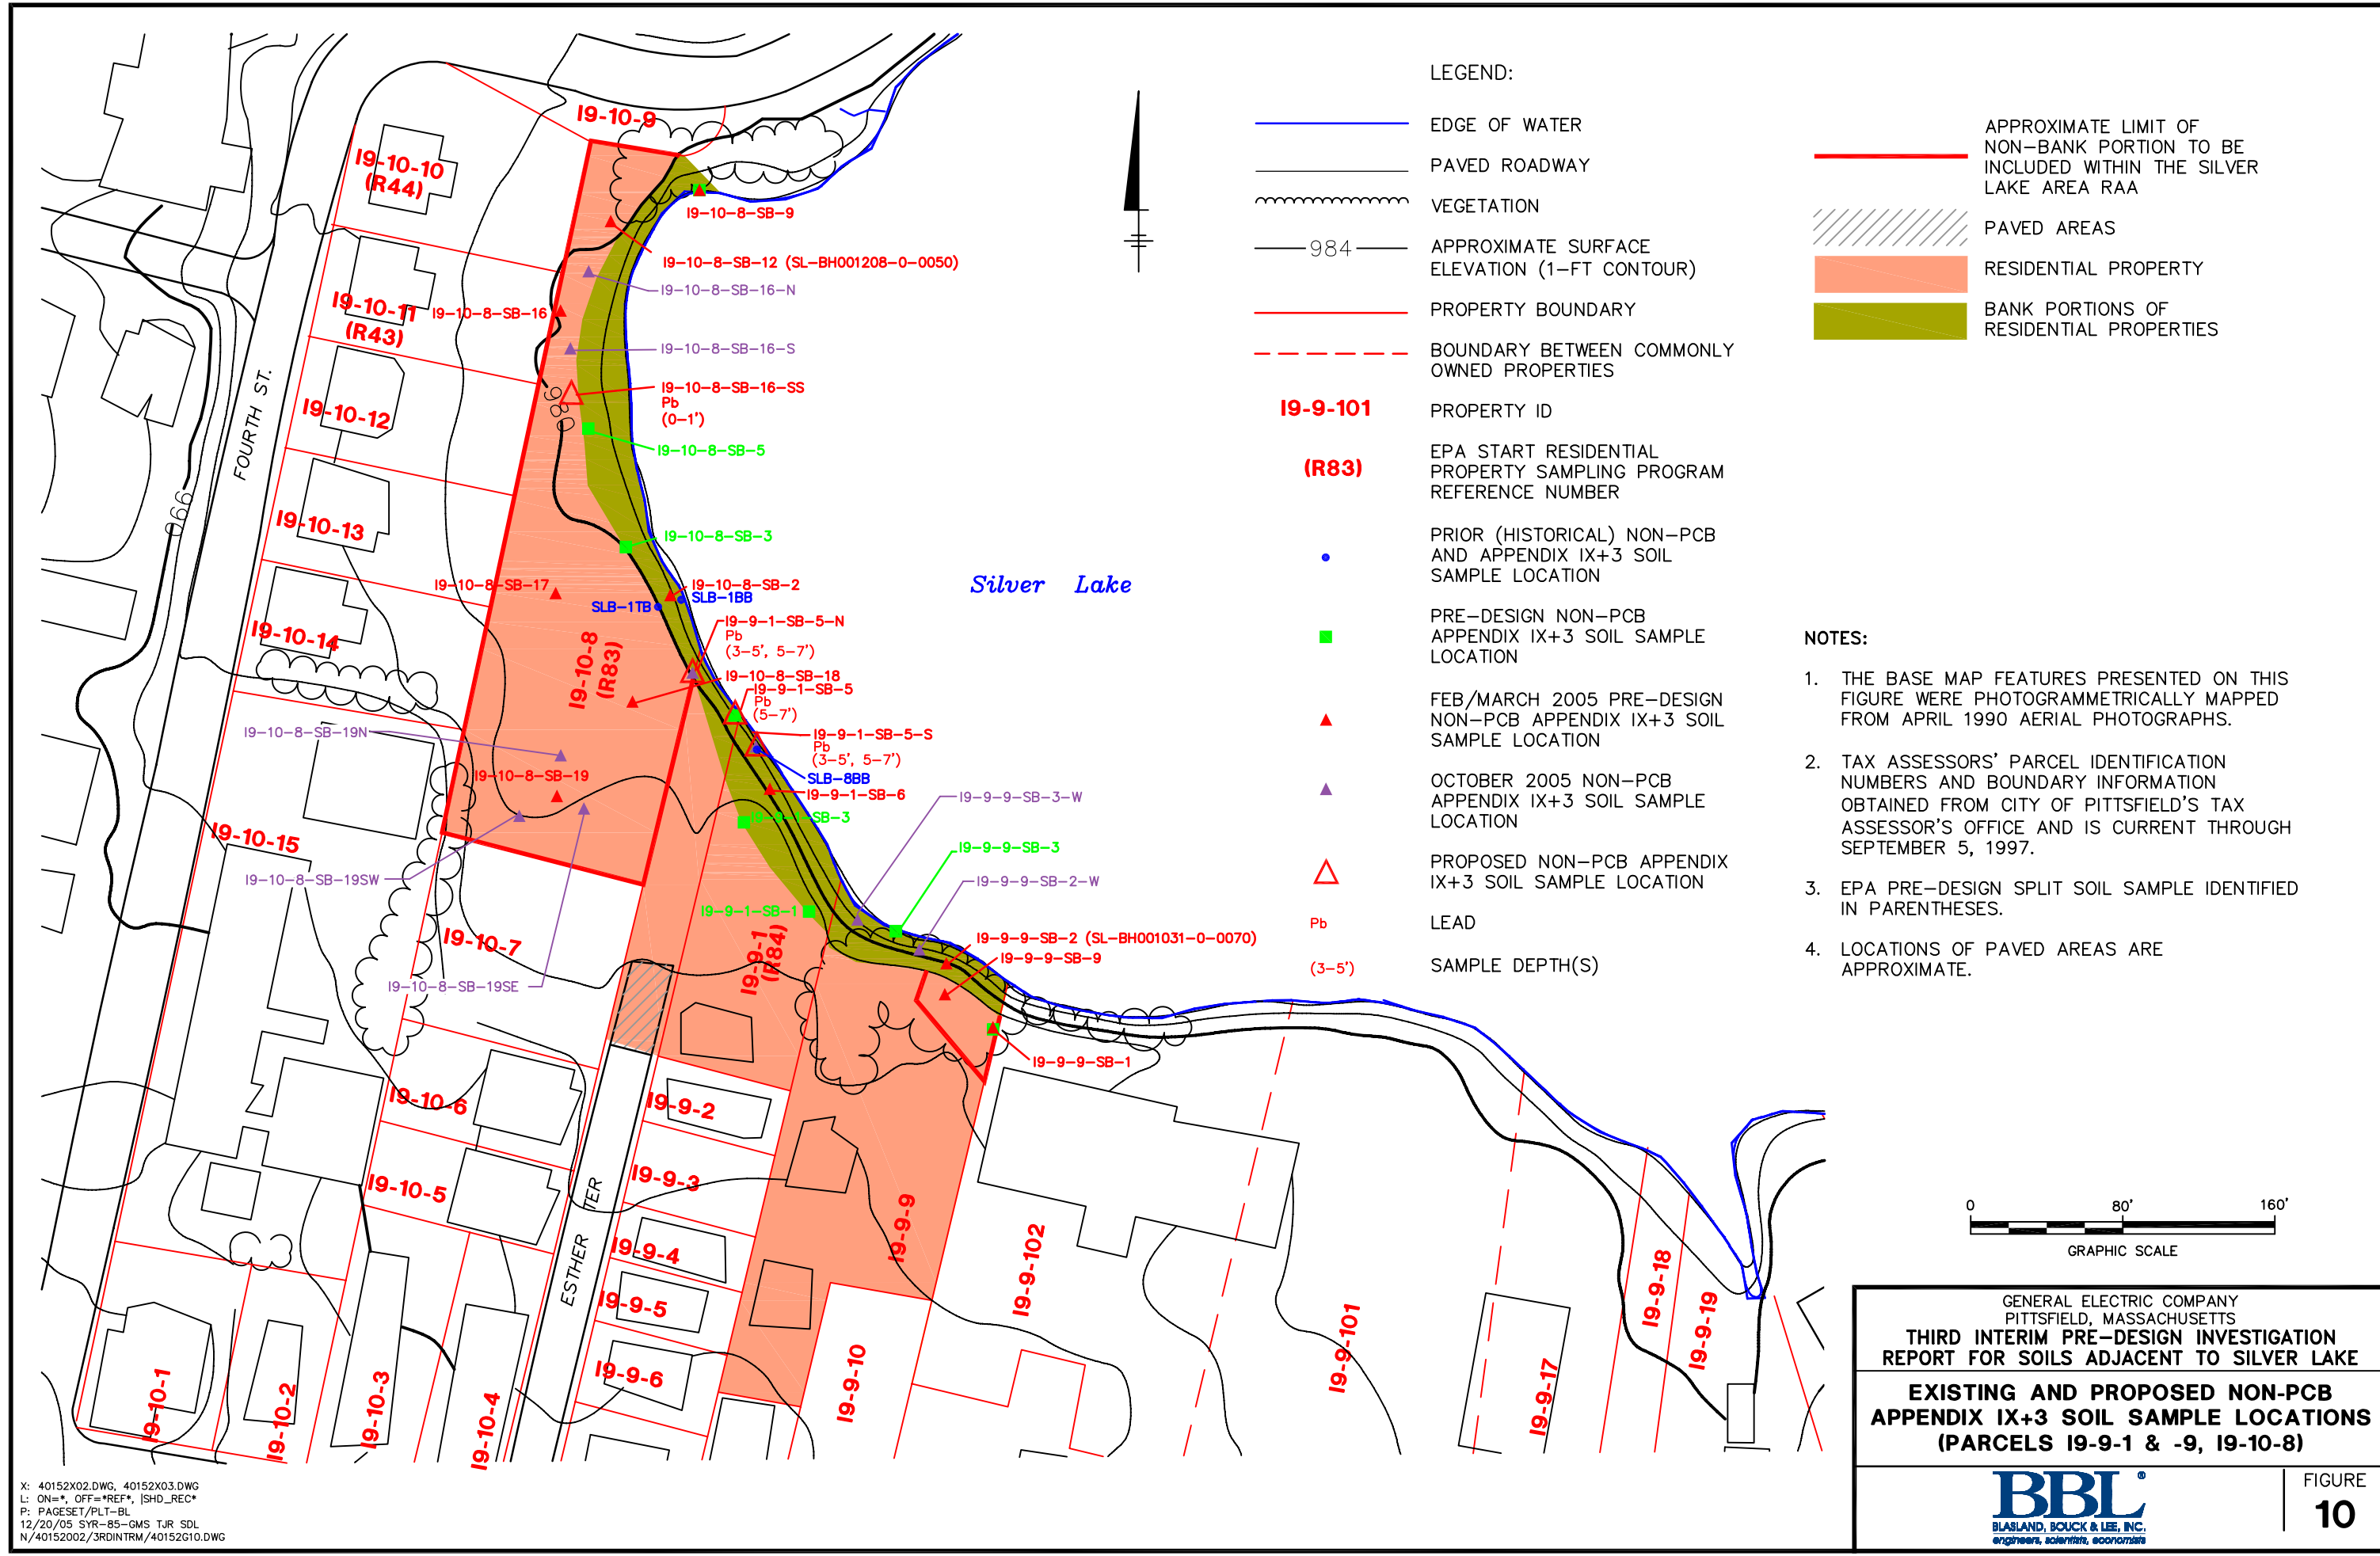 I9-10-9
I9-10-10
(R44)
I9-10-8-SB-9
I9-10-8-SB-12 (SL-BH001208-0-0050)
I9-10-8-SB-16-N
I9-10-11
(R43)
I9-10-8-SB-16
I9-10-8-SB-16-S
I9-10-8-SB-16-SS
Pb
(0-1')
980
I9-10-12
FOURTH ST.
I9-10-8-SB-5
990
I9-10-13
I9-10-8-SB-3
I9-10-8-SB-17
I9-10-8-SB-2
SLB-1TB
SLB-1BB
Silver Lake
I9-10-14
I9-10-8
(R83)
I9-9-1-SB-5-N
Pb
(3-5', 5-7')
I9-10-8-SB-18
I9-9-1-SB-5
Pb
(5-7')
I9-10-8-SB-19N
I9-9-1-SB-5-S
Pb
(3-5', 5-7')
I9-10-8-SB-19
SLB-8BB
I9-9-1-SB-6
I9-9-9-SB-3-W
I9-9-1-SB-3
I9-10-15
I9-9-9-SB-3
I9-10-8-SB-19SW
I9-9-9-SB-2-W
I9-9-1-SB-1
I9-10-7
I9-9-1
(R84)
I9-9-9-SB-2 (SL-BH001031-0-0070)
I9-9-9-SB-9
I9-10-8-SB-19SE
I9-9-9-SB-1
I9-10-6
I9-9-2
I9-10-5
I9-9-3
ESTHER TER
I9-9-4
I9-9-9
I9-9-102
I9-9-5
I9-9-6
I9-10-1
I9-10-2
I9-10-3
I9-10-4
I9-9-10
I9-9-101
I9-9-17
I9-9-18
I9-9-19
LEGEND:
EDGE OF WATER
PAVED ROADWAY
VEGETATION
984
APPROXIMATE SURFACE
ELEVATION (1-FT CONTOUR)
PROPERTY BOUNDARY
BOUNDARY BETWEEN COMMONLY
OWNED PROPERTIES
I9-9-101
PROPERTY ID
(R83)
EPA START RESIDENTIAL
PROPERTY SAMPLING PROGRAM
REFERENCE NUMBER
PRIOR (HISTORICAL) NON-PCB
AND APPENDIX IX+3 SOIL
SAMPLE LOCATION
PRE-DESIGN NON-PCB
APPENDIX IX+3 SOIL SAMPLE
LOCATION
FEB/MARCH 2005 PRE-DESIGN
NON-PCB APPENDIX IX+3 SOIL
SAMPLE LOCATION
OCTOBER 2005 NON-PCB
APPENDIX IX+3 SOIL SAMPLE
LOCATION
PROPOSED NON-PCB APPENDIX
IX+3 SOIL SAMPLE LOCATION
Pb
LEAD
(3-5')
SAMPLE DEPTH(S)
APPROXIMATE LIMIT OF
NON-BANK PORTION TO BE
INCLUDED WITHIN THE SILVER
LAKE AREA RAA
PAVED AREAS
RESIDENTIAL PROPERTY
BANK PORTIONS OF
RESIDENTIAL PROPERTIES
NOTES:
1. THE BASE MAP FEATURES PRESENTED ON THIS
FIGURE WERE PHOTOGRAMMETRICALLY MAPPED
FROM APRIL 1990 AERIAL PHOTOGRAPHS.
2. TAX ASSESSORS' PARCEL IDENTIFICATION
NUMBERS AND BOUNDARY INFORMATION
OBTAINED FROM CITY OF PITTSFIELD'S TAX
ASSESSOR'S OFFICE AND IS CURRENT THROUGH
SEPTEMBER 5, 1997.
3. EPA PRE-DESIGN SPLIT SOIL SAMPLE IDENTIFIED
IN PARENTHESES.
4. LOCATIONS OF PAVED AREAS ARE
APPROXIMATE.
0 80' 160'
GRAPHIC SCALE
GENERAL ELECTRIC COMPANY
PITTSFIELD, MASSACHUSETTS
THIRD INTERIM PRE-DESIGN INVESTIGATION
REPORT FOR SOILS ADJACENT TO SILVER LAKE
EXISTING AND PROPOSED NON-PCB
APPENDIX IX+3 SOIL SAMPLE LOCATIONS
(PARCELS I9-9-1 & -9, I9-10-8)
BBL®
BLASLAND, BOUCK & LEE, INC.
engineers, scientists, economists
FIGURE
10
X: 40152X02.DWG, 40152X03.DWG
L: ON=*, OFF=*REF*, |SHD_REC*
P: PAGESET/PLT-BL
12/20/05 SYR-85-GMS TJR SDL
N/40152002/3RDINTRM/40152G10.DWG